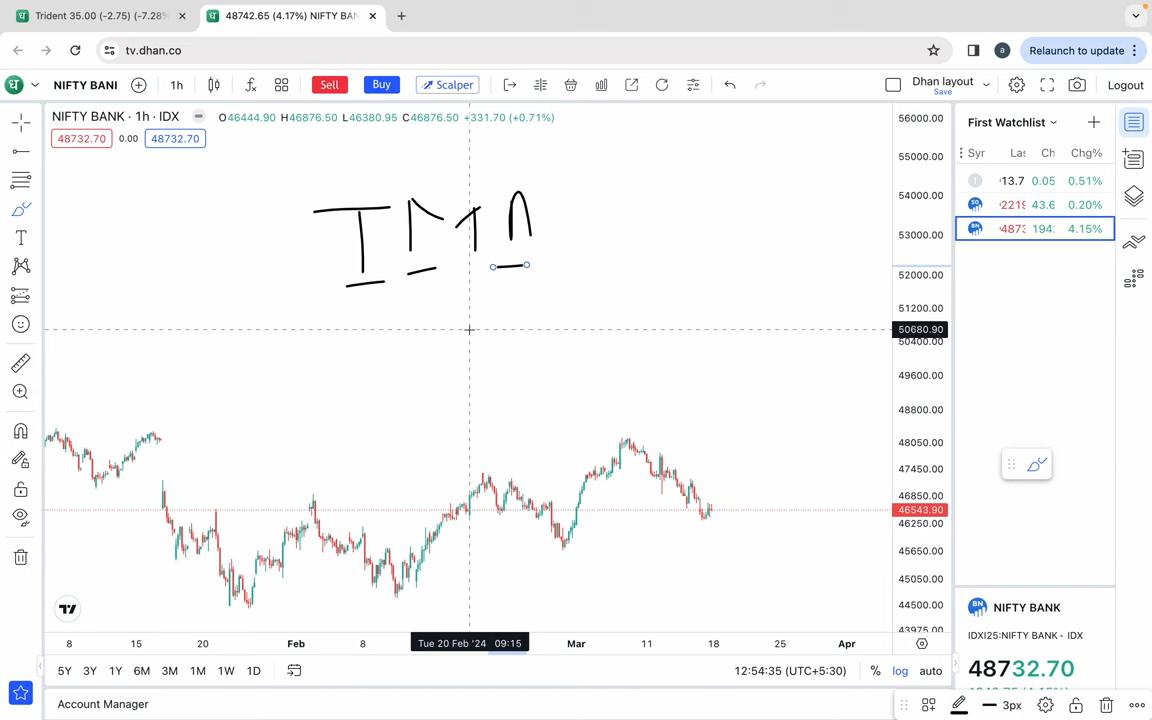 Trident 35.00 (-2.75) (-7.28%
48742.65 (4.17%) NIFTY BAN
tv.dhan.co
a
Relaunch to update
NIFTY BANI
1h
Sell
Buy
Scalper
Dhan layout
Save
Logout
NIFTY BANK · 1h · IDX
O46444.90 H46876.50 L46380.95 C46876.50 +331.70 (+0.71%)
48732.70
0.00
48732.70
56000.00
55000.00
54000.00
53000.00
52000.00
51200.00
50680.90
50400.00
49600.00
48800.00
48050.00
47450.00
46850.00
46543.90
46250.00
45650.00
45050.00
44500.00
43975.00
First Watchlist
Syr Las Ch Chg%
13.7 0.05 0.51%
2219 43.6 0.20%
4873 194 4.15%
8 15 20 Feb 8 Tue 20 Feb '24 09:15 Mar 11 18 25 Apr
5Y 3Y 1Y 6M 3M 1M 1W 1D
12:54:35 (UTC+5:30)
% log auto
Account Manager
NIFTY BANK
IDXI25:NIFTY BANK • IDX
48732.70
3px